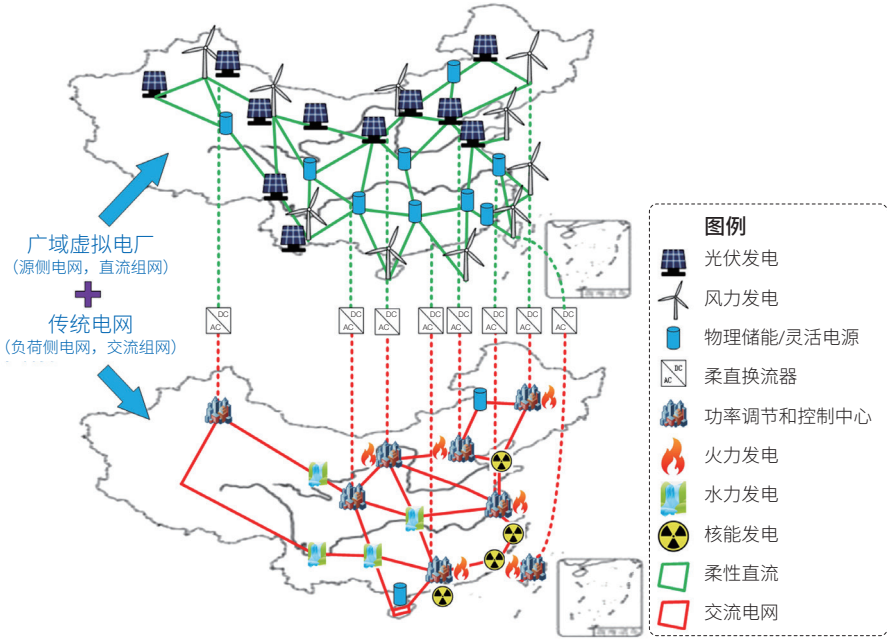 广域虚拟电厂
（源侧电网，直流组网）
传统电网
（负荷侧电网，交流组网）
DC
AC
DC
AC
DC
AC
DC
AC
DC
AC
DC
AC
DC
AC
DC
AC
图例
光伏发电
风力发电
物理储能/灵活电源
DC
AC
柔直换流器
功率调节和控制中心
火力发电
水力发电
核能发电
柔性直流
交流电网